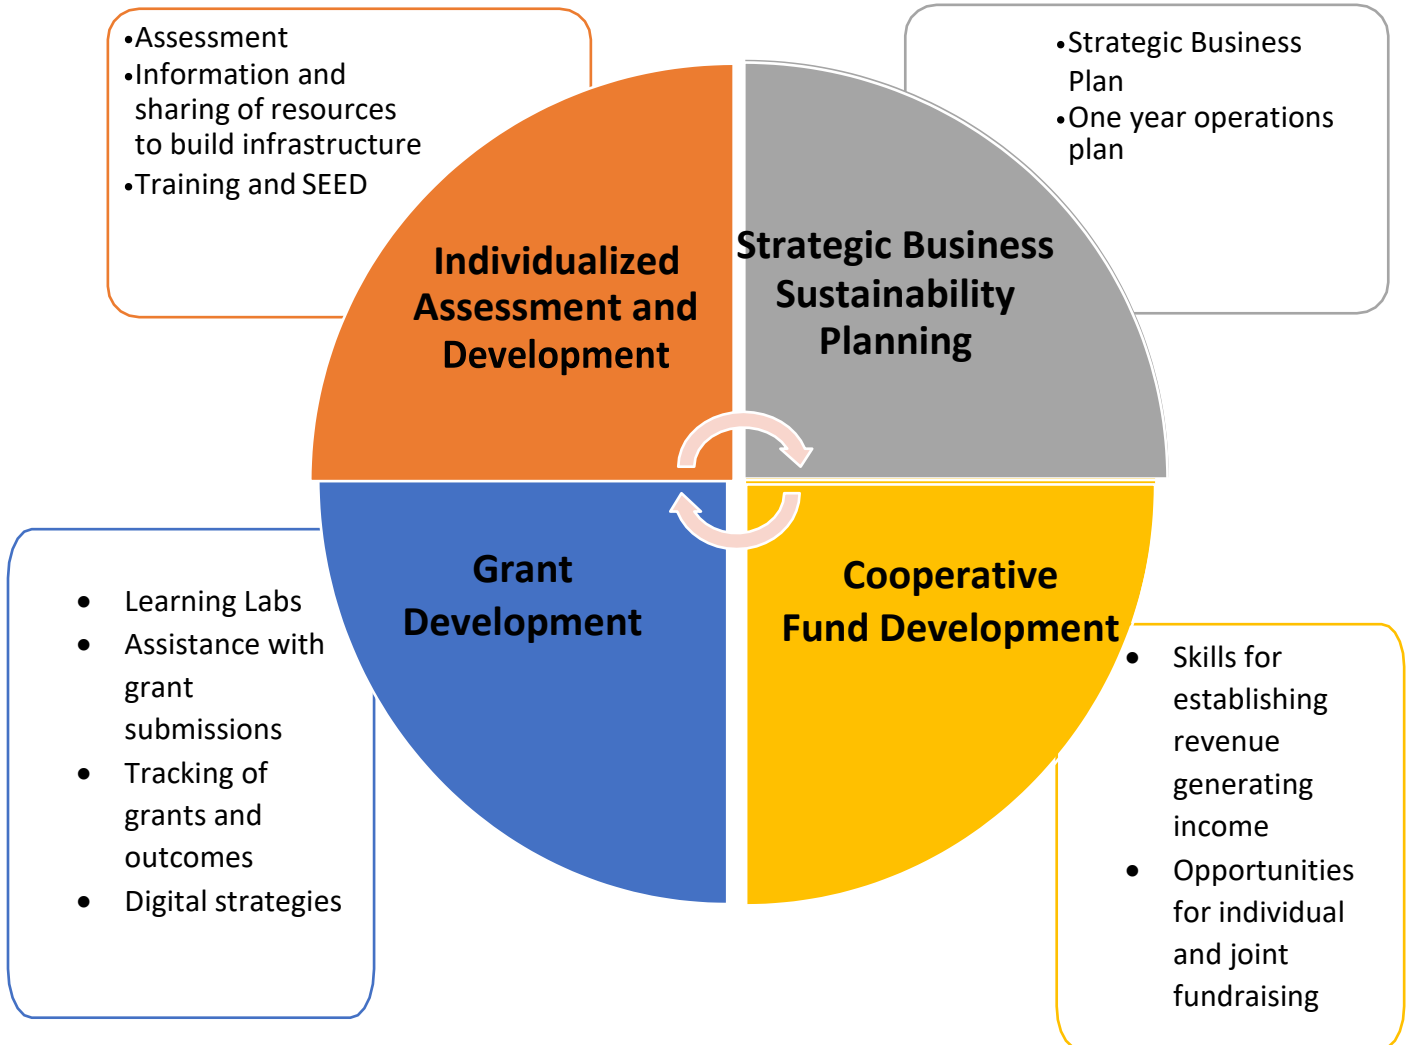 •Assessment
•Information and
sharing of resources
to build infrastructure
•Training and SEED
•Strategic Business
Plan
•One year operations
plan
Individualized
Assessment and
Development
Strategic Business
Sustainability
Planning
Grant
Development
Cooperative
Fund Development
• Learning Labs
• Assistance with
grant
submissions
• Tracking of
grants and
outcomes
• Digital strategies
• Skills for
establishing
revenue
generating
income
• Opportunities
for individual
and joint
fundraising